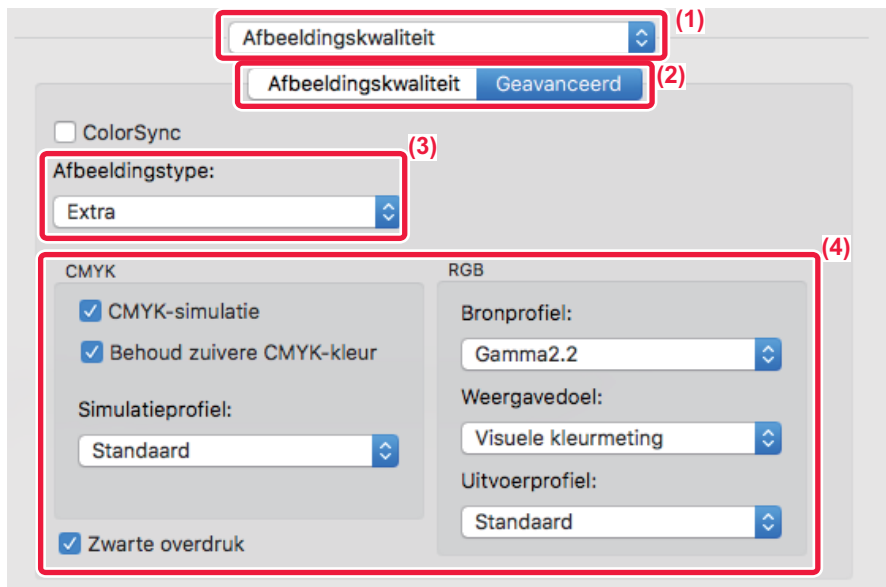 Afbeeldingskwaliteit
(1)
Afbeeldingskwaliteit Geavanceerd
(2)
ColorSync
(3)
Afbeeldingstype:
Extra
(4)
CMYK
CMYK-simulatie
Behoud zuivere CMYK-kleur
Simulatieprofiel:
Standaard
Zwarte overdruk
RGB
Bronprofiel:
Gamma2.2
Weergavedoel:
Visuele kleurmeting
Uitvoerprofiel:
Standaard